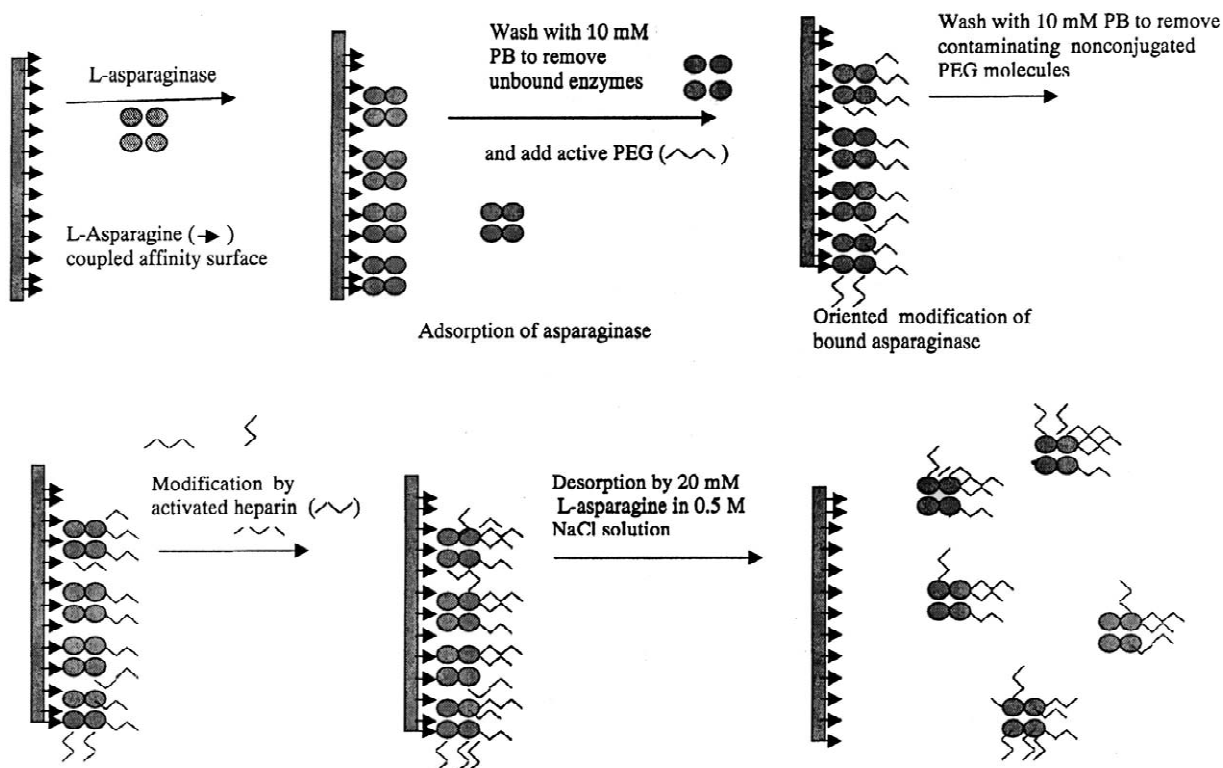 L-asparaginase
L-Asparagine ( )
coupled affinity surface
Wash with 10 mM
PB to remove
unbound enzymes
and add active PEG ( )
Adsorption of asparaginase
Wash with 10 mM PB to remove
contaminating nonconjugated
PEG molecules
Oriented modification of
bound asparaginase
Modification by
activated heparin ( )
Desorption by 20 mM
L-asparagine in 0.5 M
NaCl solution